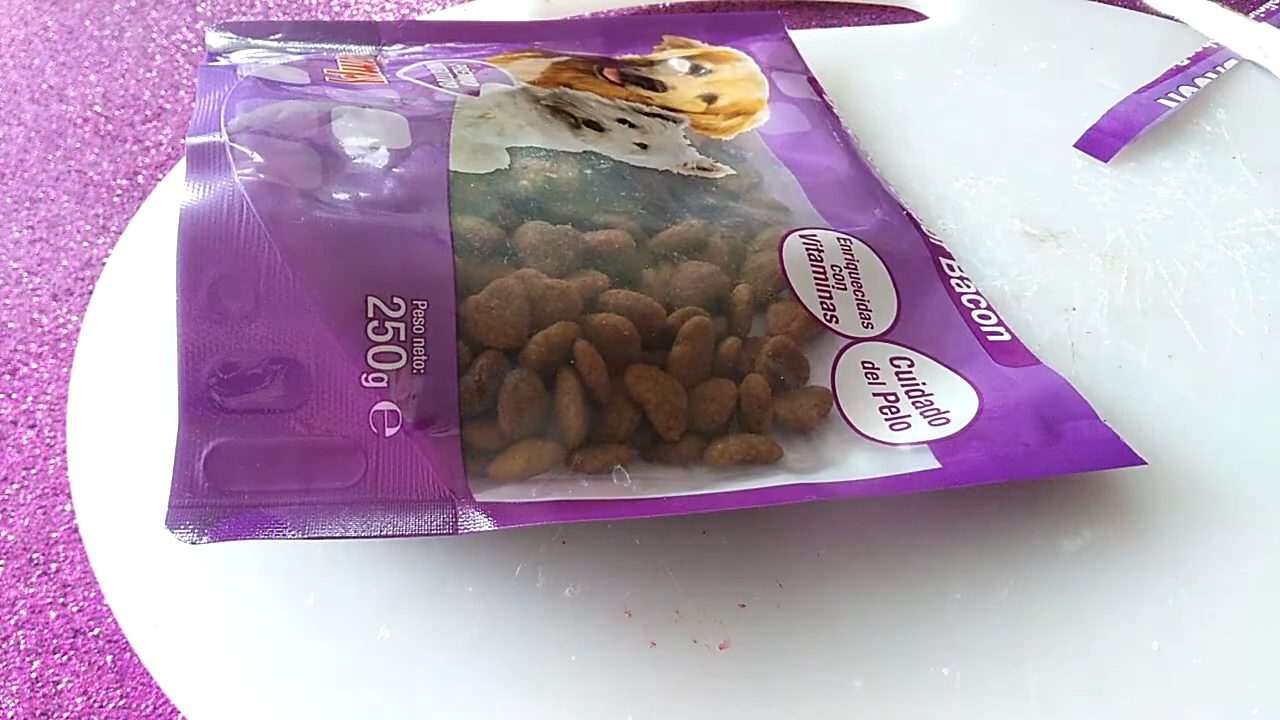 Bacon
Cuidado
del Pelo
Enriquecidas
con
Vitaminas
Peso neto:
250g e